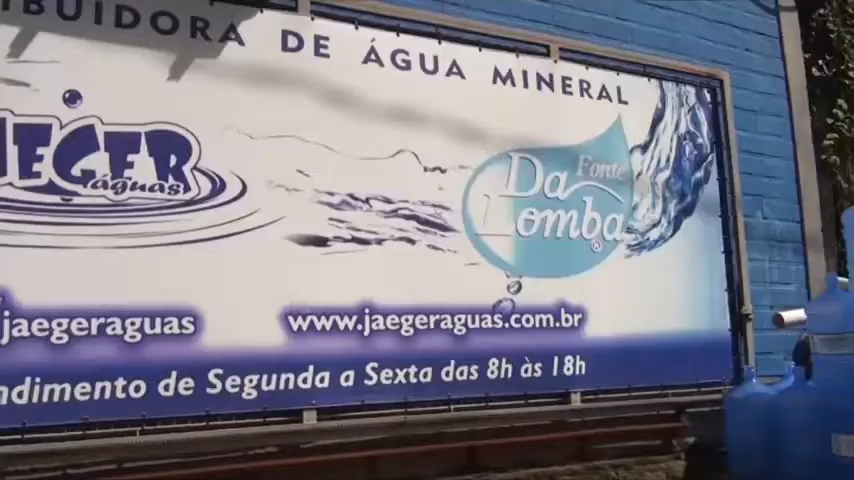 DE ÁGUA MINERAL
águas
Fonte
Da
Lomba®
jaegeraguas
www.jaegeraguas.com.br
de Segunda a Sexta das 8h às 18h